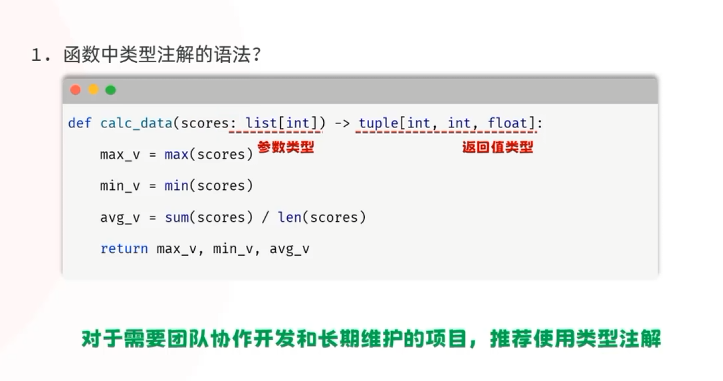 1. 函数中类型注解的语法？
def calc_data(scores: list[int]) -> tuple[int, int, float]:
参数类型 返回值类型
max_v = max(scores)
min_v = min(scores)
avg_v = sum(scores) / len(scores)
return max_v, min_v, avg_v
对于需要团队协作开发和长期维护的项目，推荐使用类型注解